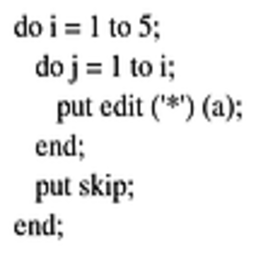 do i = 1 to 5;
do j = 1 to i;
put edit ('*') (a);
end;
put skip;
end;